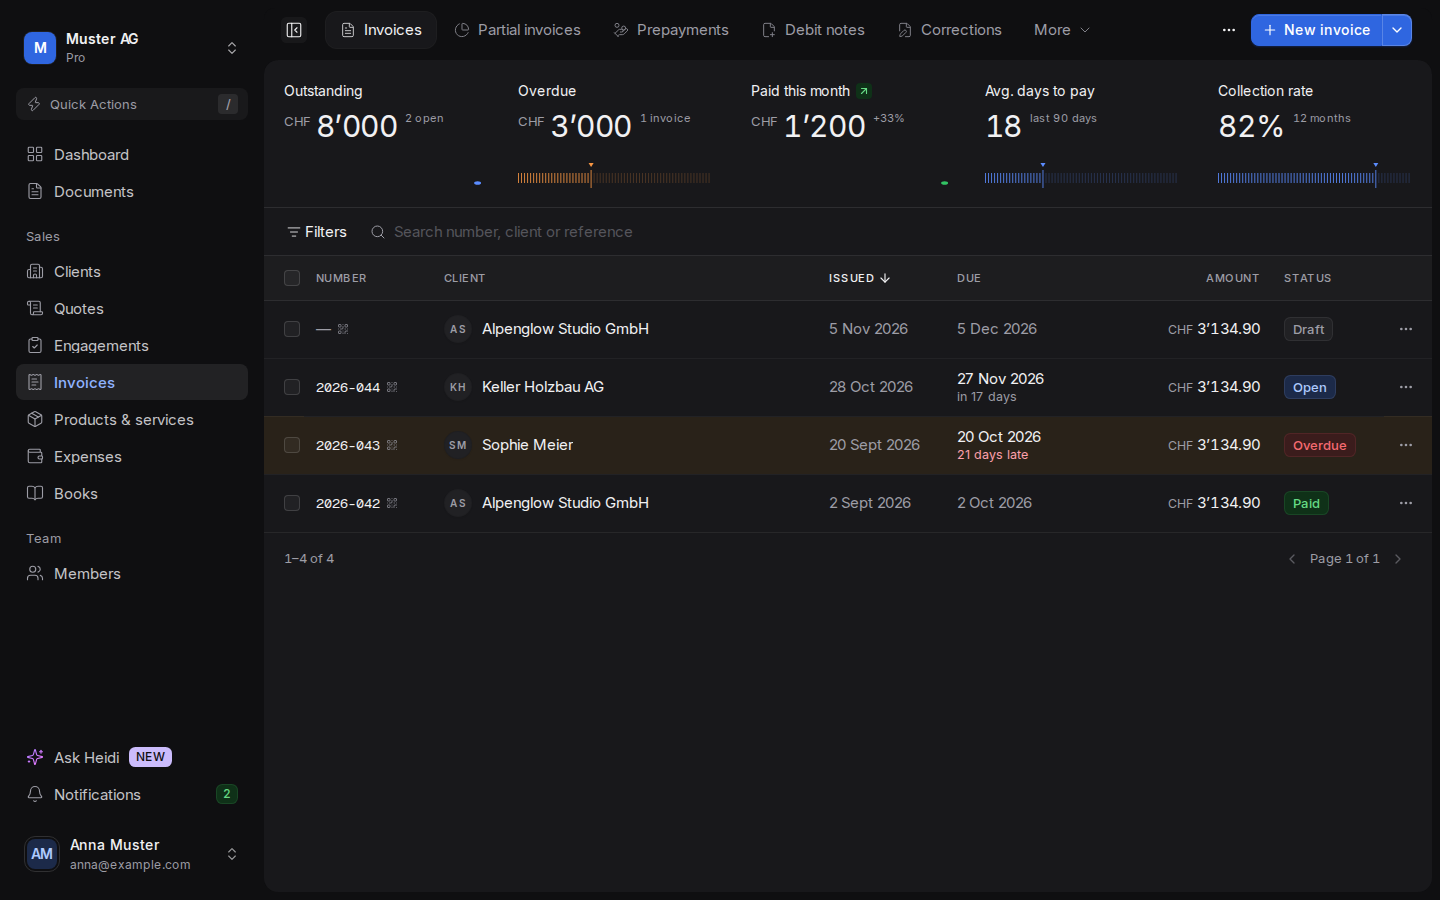 Muster AG
Pro
Quick Actions /
Dashboard
Documents
Sales
Clients
Quotes
Engagements
Invoices
Products & services
Expenses
Books
Team
Members
Ask Heidi NEW
Notifications 2
AM Anna Muster
anna@example.com
M
Invoices Partial invoices Prepayments Debit notes Corrections More New invoice
Outstanding Overdue Paid this month Avg. days to pay Collection rate
CHF 8’000 2 open CHF 3’000 1 invoice CHF 1’200 +33% 18 last 90 days 82% 12 months
Filters Search number, client or reference
NUMBER CLIENT ISSUED DUE AMOUNT STATUS
— AS Alpenglow Studio GmbH 5 Nov 2026 5 Dec 2026 CHF 3’134.90 Draft
2026-044 KH Keller Holzbau AG 28 Oct 2026 27 Nov 2026 CHF 3’134.90 Open
in 17 days
2026-043 SM Sophie Meier 20 Sept 2026 20 Oct 2026 CHF 3’134.90 Overdue
21 days late
2026-042 AS Alpenglow Studio GmbH 2 Sept 2026 2 Oct 2026 CHF 3’134.90 Paid
1–4 of 4 Page 1 of 1